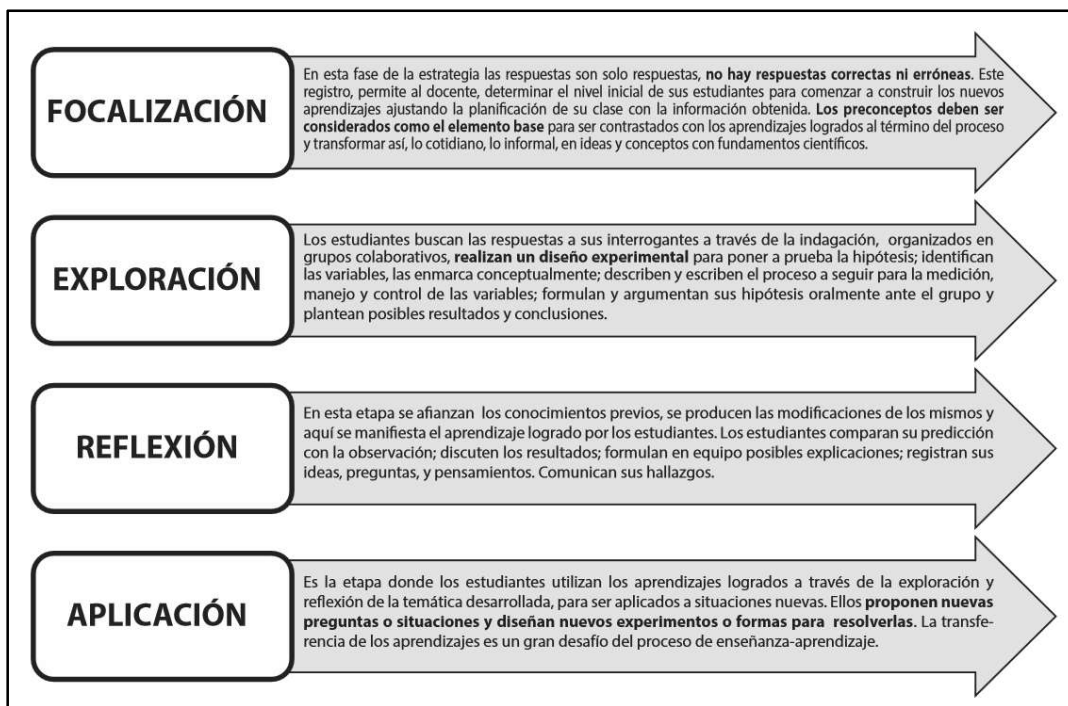 FOCALIZACIÓN
En esta fase de la estrategia las respuestas son solo respuestas, no hay respuestas correctas ni erróneas. Este
registro, permite al docente, determinar el nivel inicial de sus estudiantes para comenzar a construir los nuevos
aprendizajes ajustando la planificación de su clase con la información obtenida. Los preconceptos deben ser
considerados como el elemento base para ser contrastados con los aprendizajes logrados al término del proceso
y transformar así, lo cotidiano, lo informal, en ideas y conceptos con fundamentos científicos.
EXPLORACIÓN
Los estudiantes buscan las respuestas a sus interrogantes a través de la indagación, organizados en
grupos colaborativos, realizan un diseño experimental para poner a prueba la hipótesis; identifican
las variables, las enmarca conceptualmente; describen y escriben el proceso a seguir para la medición,
manejo y control de las variables; formulan y argumentan sus hipótesis oralmente ante el grupo y
plantean posibles resultados y conclusiones.
REFLEXIÓN
En esta etapa se afianzan los conocimientos previos, se producen las modificaciones de los mismos y
aquí se manifiesta el aprendizaje logrado por los estudiantes. Los estudiantes comparan su predicción
con la observación; discuten los resultados; formulan en equipo posibles explicaciones; registran sus
ideas, preguntas, y pensamientos. Comunican sus hallazgos.
APLICACIÓN
Es la etapa donde los estudiantes utilizan los aprendizajes logrados a través de la exploración y
reflexión de la temática desarrollada, para ser aplicados a situaciones nuevas. Ellos proponen nuevas
preguntas o situaciones y diseñan nuevos experimentos o formas para resolverlas. La transfe-
rencia de los aprendizajes es un gran desafío del proceso de enseñanza-aprendizaje.